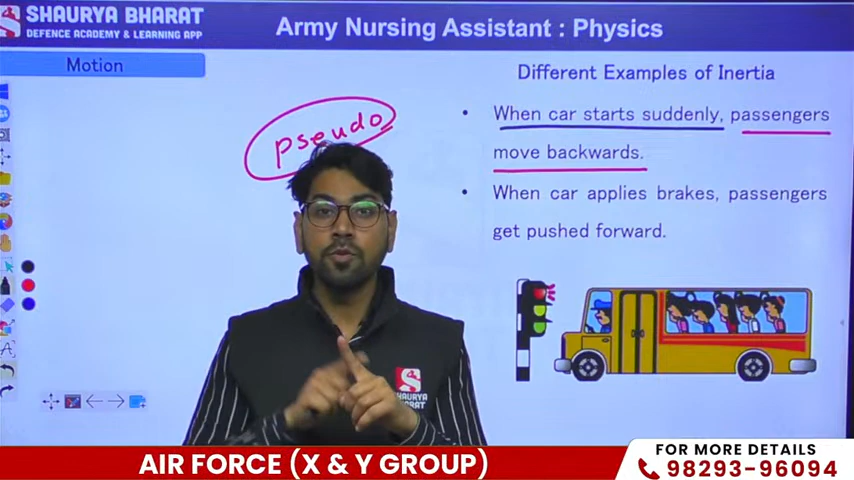 SHAURYA BHARAT
DEFENCE ACADEMY & LEARNING APP
Army Nursing Assistant : Physics
Motion
Different Examples of Inertia
• When car starts suddenly, passengers
move backwards.
• When car applies brakes, passengers
get pushed forward.
pseudo
SHAURYA
BHARAT
AIR FORCE (X & Y GROUP)
FOR MORE DETAILS
98293-96094